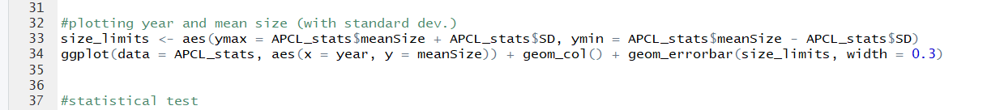 31
32 #plotting year and mean size (with standard dev.)
33 size_limits <- aes(ymax = APCL_stats$meanSize + APCL_stats$SD, ymin = APCL_stats$meanSize - APCL_stats$SD)
34 ggplot(data = APCL_stats, aes(x = year, y = meanSize)) + geom_col() + geom_errorbar(size_limits, width = 0.3)
35
36
37 #statistical test